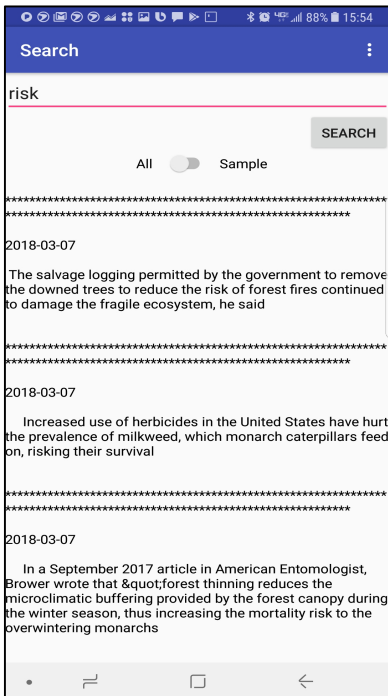 88% 15:54
Search
risk
SEARCH
All Sample
***************************************************************
*********************************************************
2018-03-07
The salvage logging permitted by the government to remove
the downed trees to reduce the risk of forest fires continued
to damage the fragile ecosystem, he said
***************************************************************
*********************************************************
2018-03-07
Increased use of herbicides in the United States have hurt
the prevalence of milkweed, which monarch caterpillars feed
on, risking their survival
***************************************************************
*********************************************************
2018-03-07
In a September 2017 article in American Entomologist,
Brower wrote that &quot;forest thinning reduces the
microclimatic buffering provided by the forest canopy during
the winter season, thus increasing the mortality risk to the
overwintering monarchs